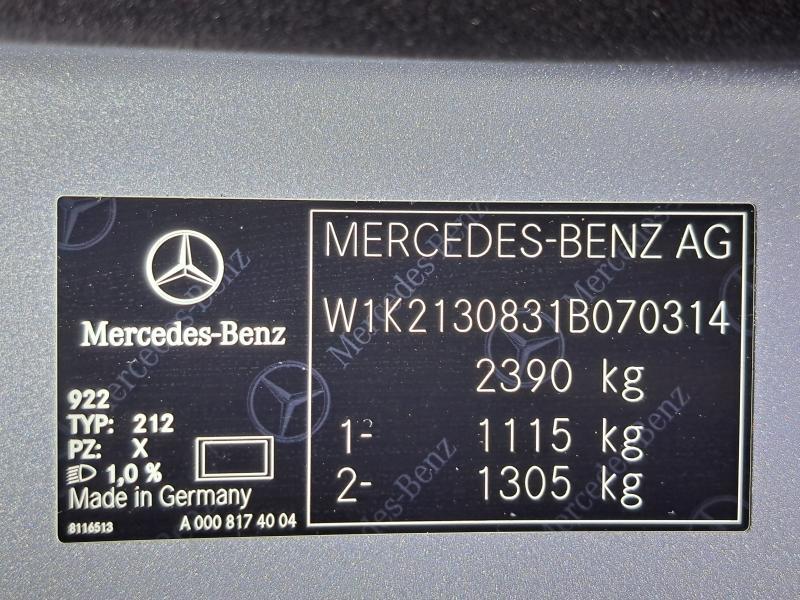 Mercedes-Benz
922
TYP: 212
PZ: X
1,0 %
Made in Germany
8116513 A 000 817 40 04
MERCEDES-BENZ AG
W1K2130831B070314
2390 kg
1- 1115 kg
2- 1305 kg